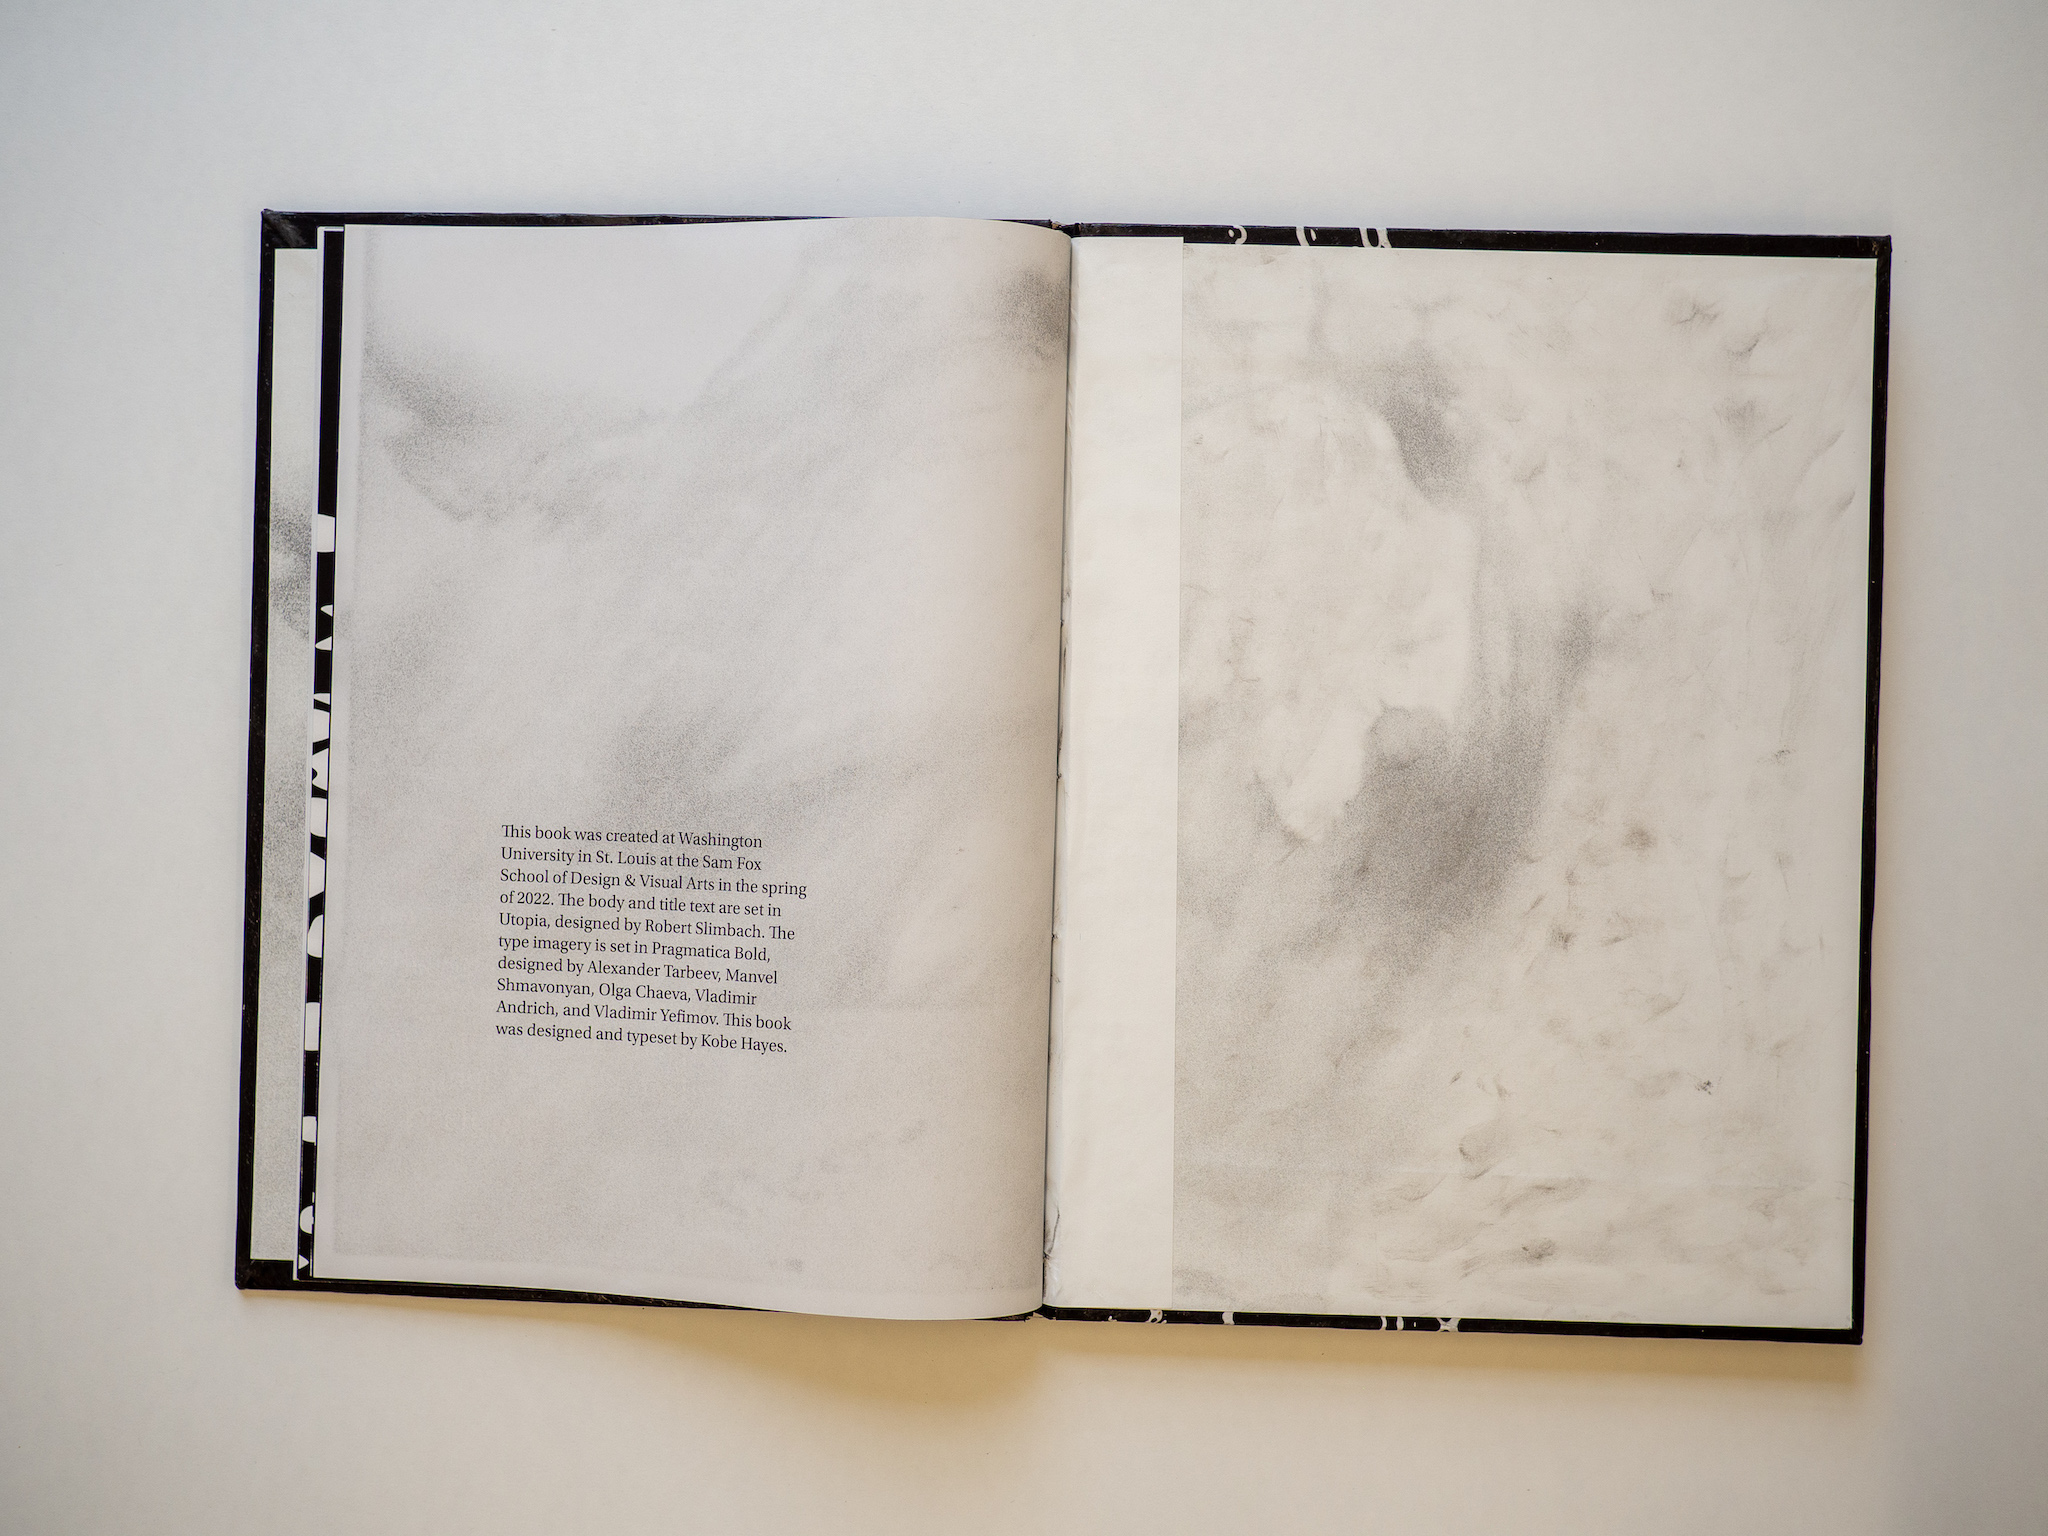 This book was created at Washington
University in St. Louis at the Sam Fox
School of Design & Visual Arts in the spring
of 2022. The body and title text are set in
Utopia, designed by Robert Slimbach. The
type imagery is set in Pragmatica Bold,
designed by Alexander Tarbeev, Manvel
Shmavonyan, Olga Chaeva, Vladimir
Andrich, and Vladimir Yefimov. This book
was designed and typeset by Kobe Hayes.